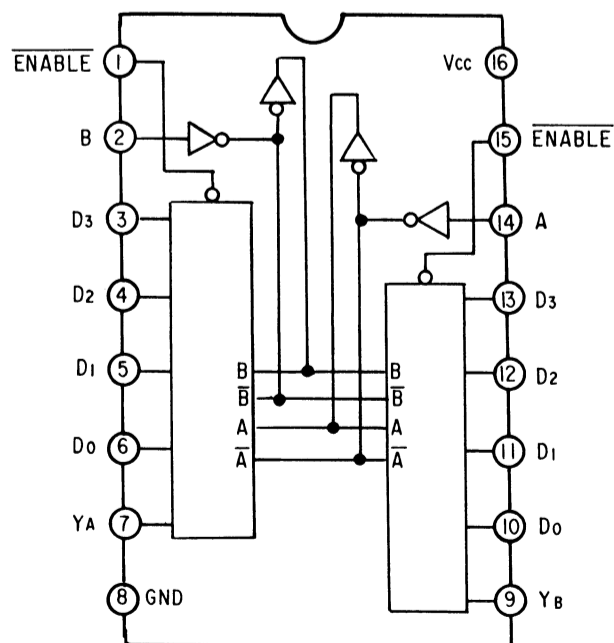 ENABLE 1
B 2
D3 3
D2 4
D1 5
D0 6
YA 7
8 GND
Vcc 16
15 ENABLE
14 A
13 D3
12 D2
11 D1
10 D0
9 YB
B B
B B
A A
A A